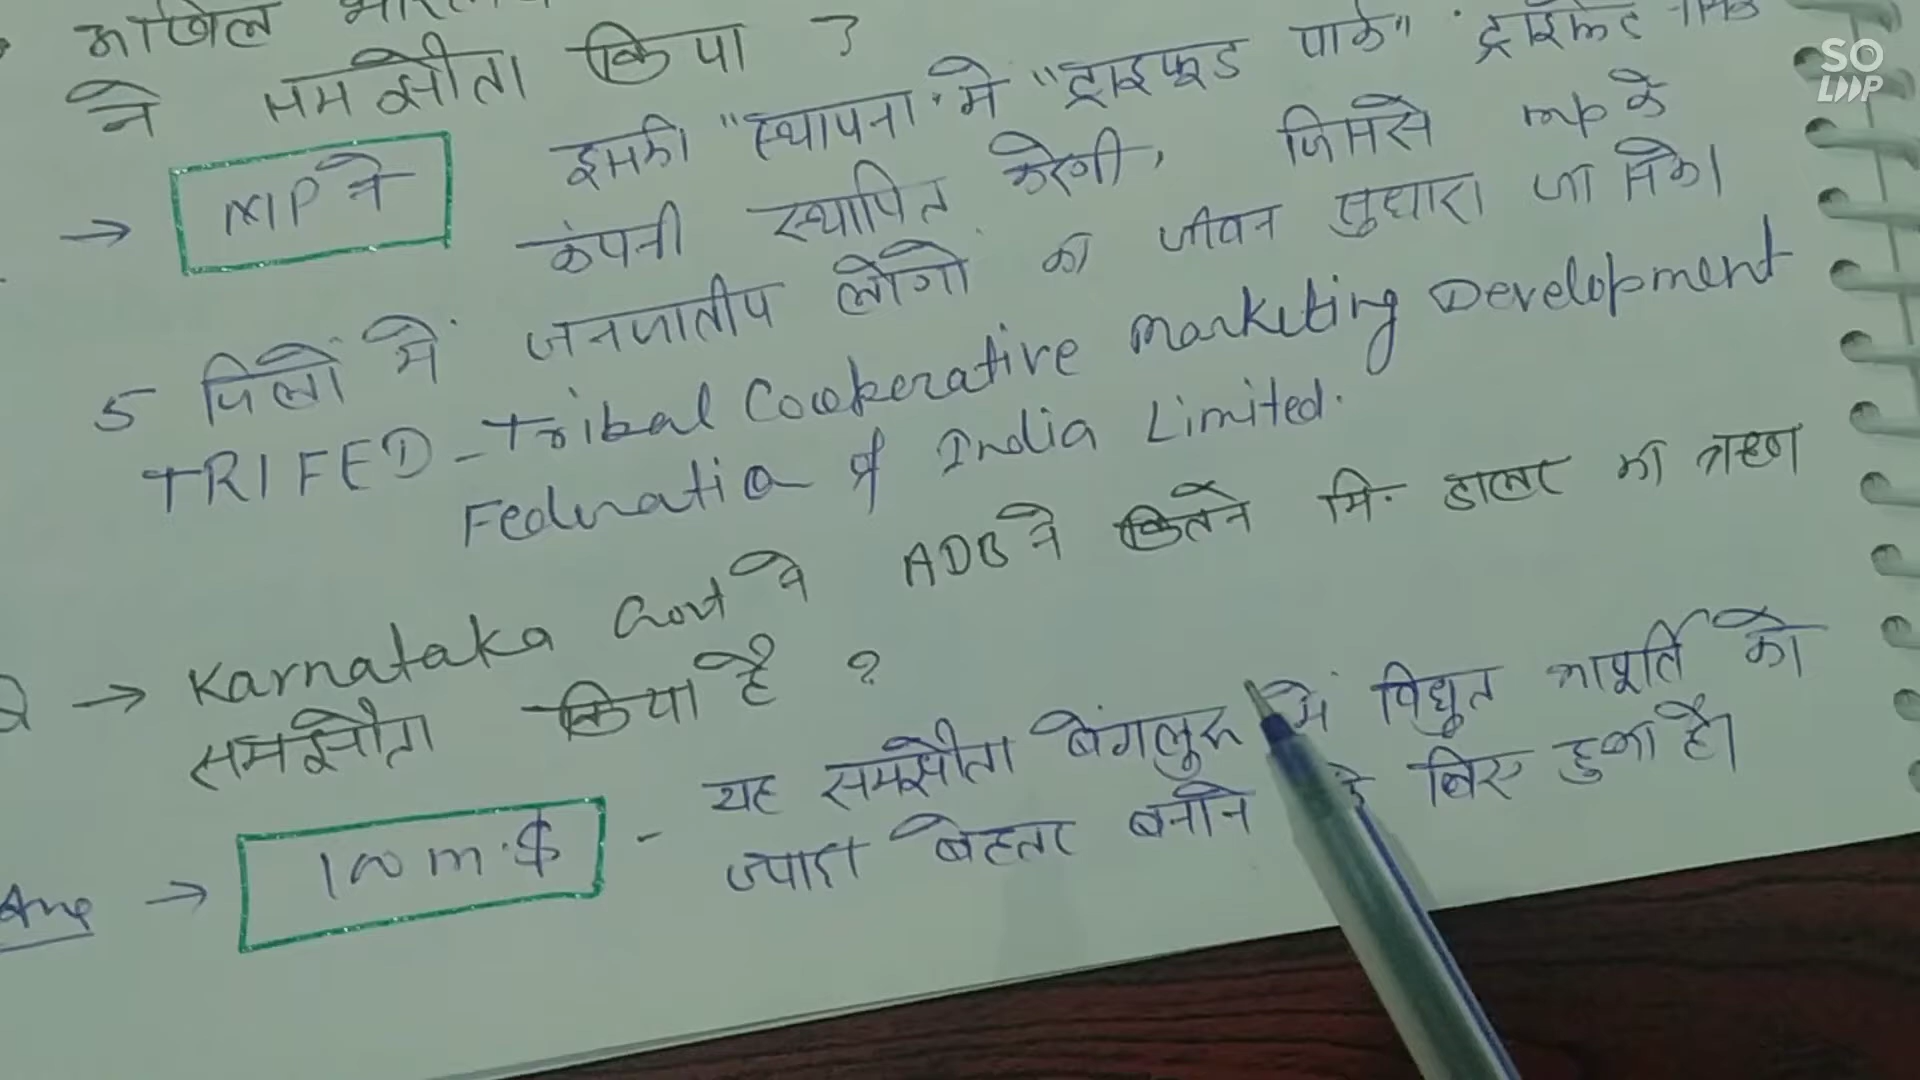 अखिल
ने समझौता किया ?
→ MP ने इसकी "स्थापना" में "ट्राइफूड पार्क" ट्राइफेड
कंपनी स्थापित करेगी, जिससे mp के
5 जिलों में जनजातीय लोगों का जीवन सुधारा जा सके।
TRIFED - Tribal Cooperative Marketing Development
Federation of India Limited.
Q → Karnataka Govt ने ADB ने कितने मि. डालर का ऋण
समझौता किया है ?
Ans → 100 m.$ - यह समझौता बेंगलुरू में विद्युत आपूर्ति को
ज्यादा बेहतर बनाने के लिए हुआ है।
SO
LOOP